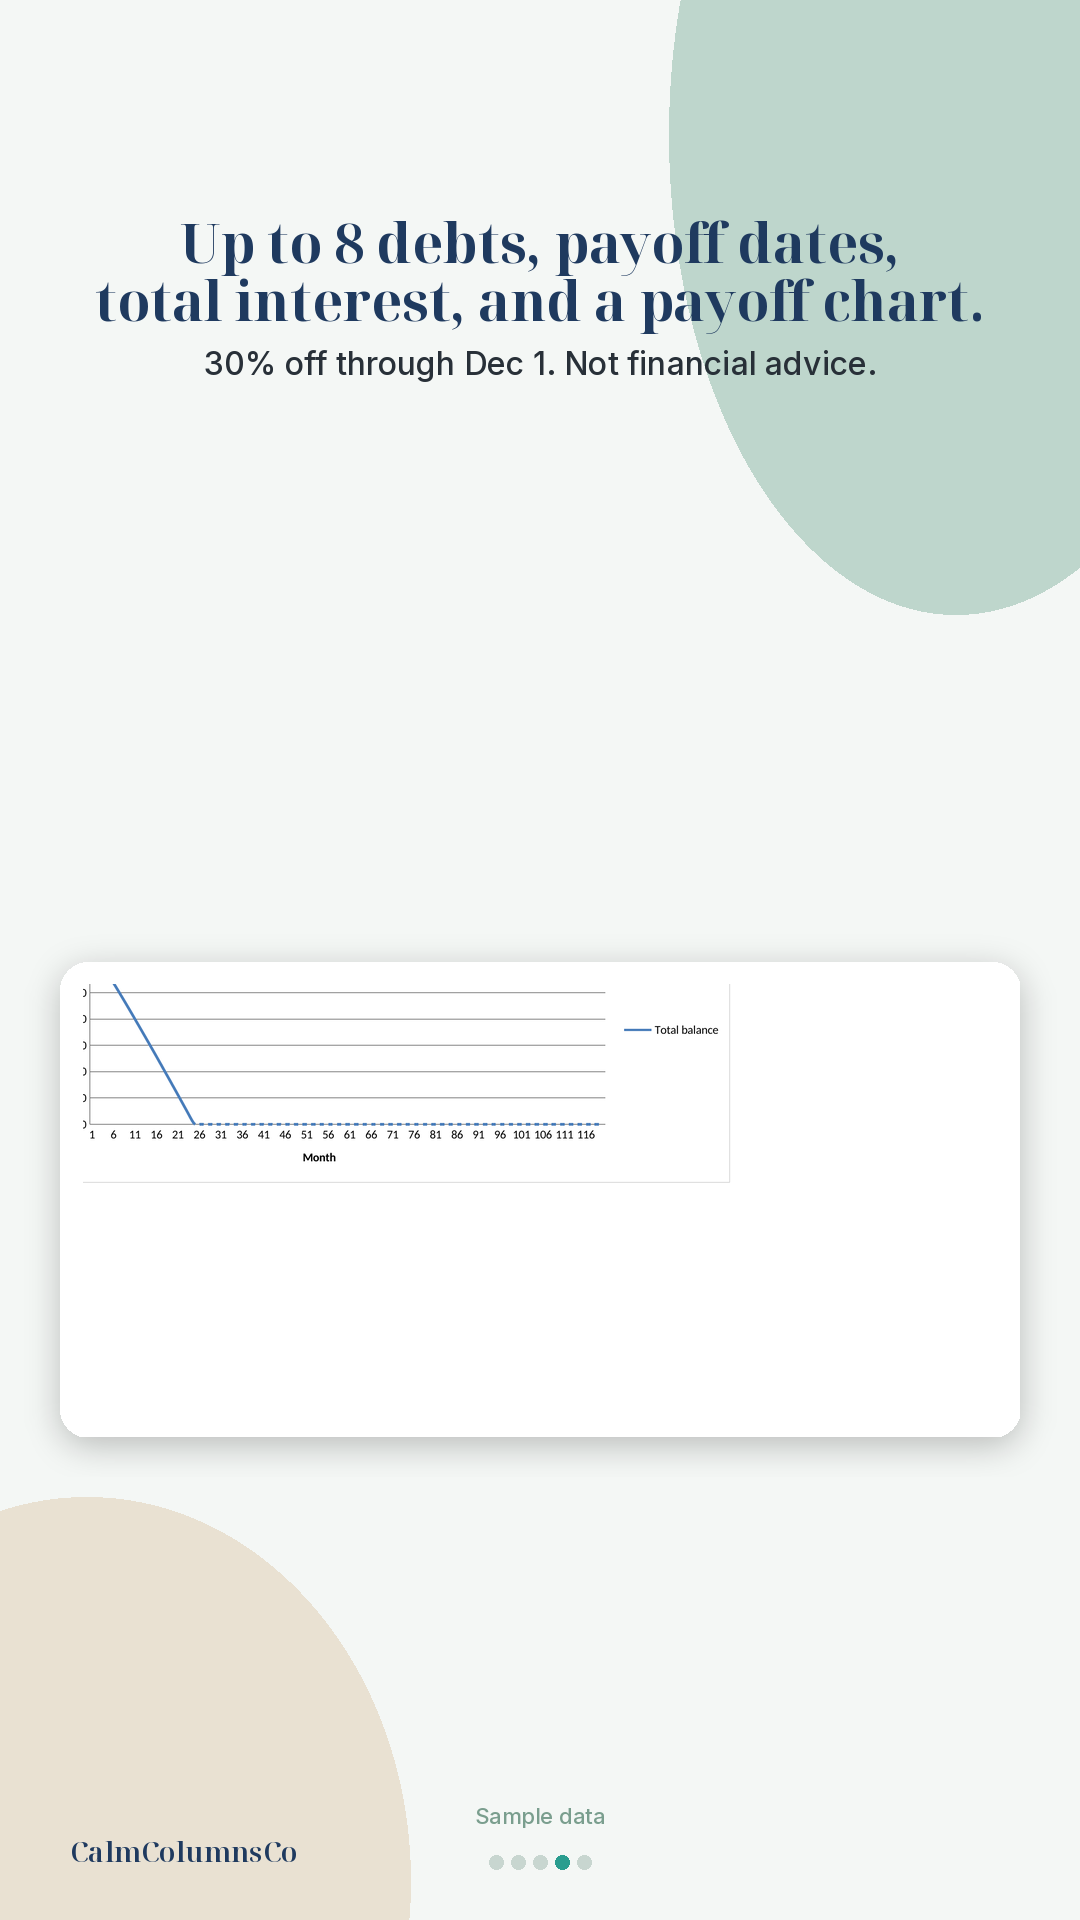 Up to 8 debts, payoff dates,
total interest, and a payoff chart.
30% off through Dec 1. Not financial advice.
Total balance
1 6 11 16 21 26 31 36 41 46 51 56 61 66 71 76 81 86 91 96 101 106 111 116
Month
Sample data
CalmColumnsCo